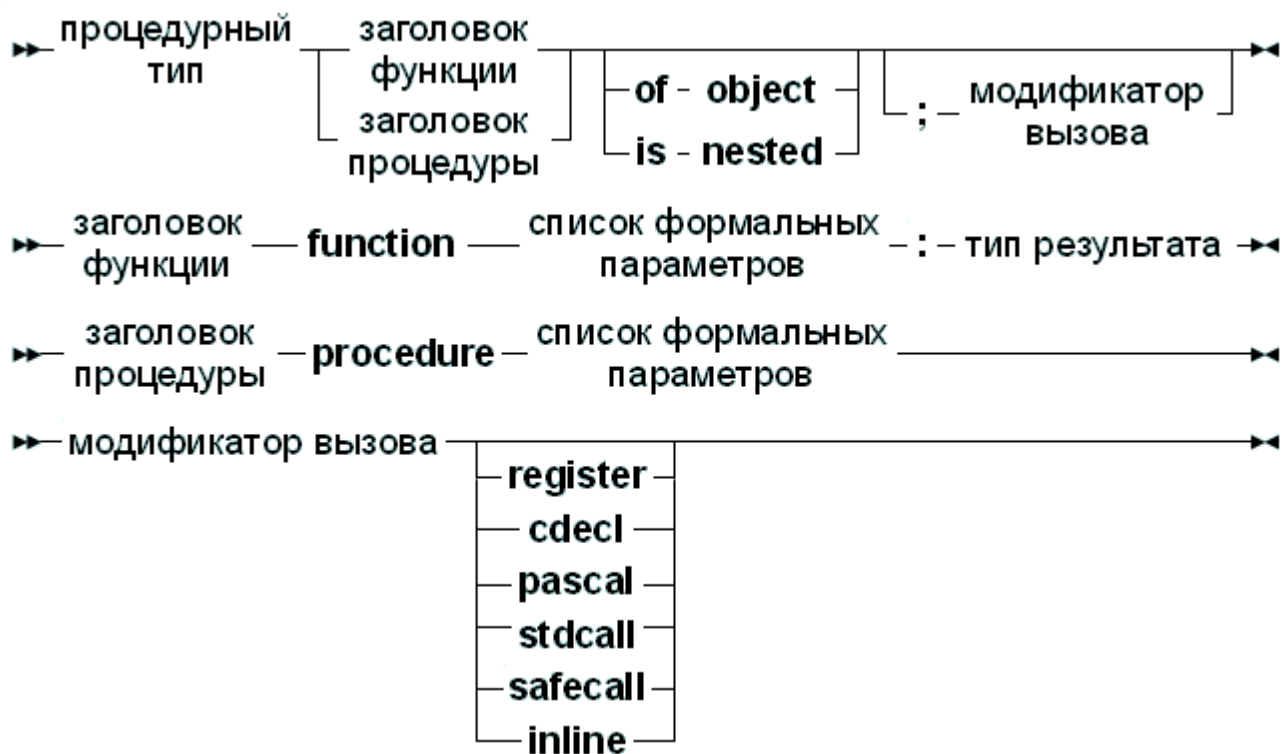 процедурный тип
заголовок функции
заголовок процедуры
of - object
is - nested
; модификатор вызова
заголовок функции function список формальных параметров : тип результата
заголовок процедуры procedure список формальных параметров
модификатор вызова
register
cdecl
pascal
stdcall
safecall
inline